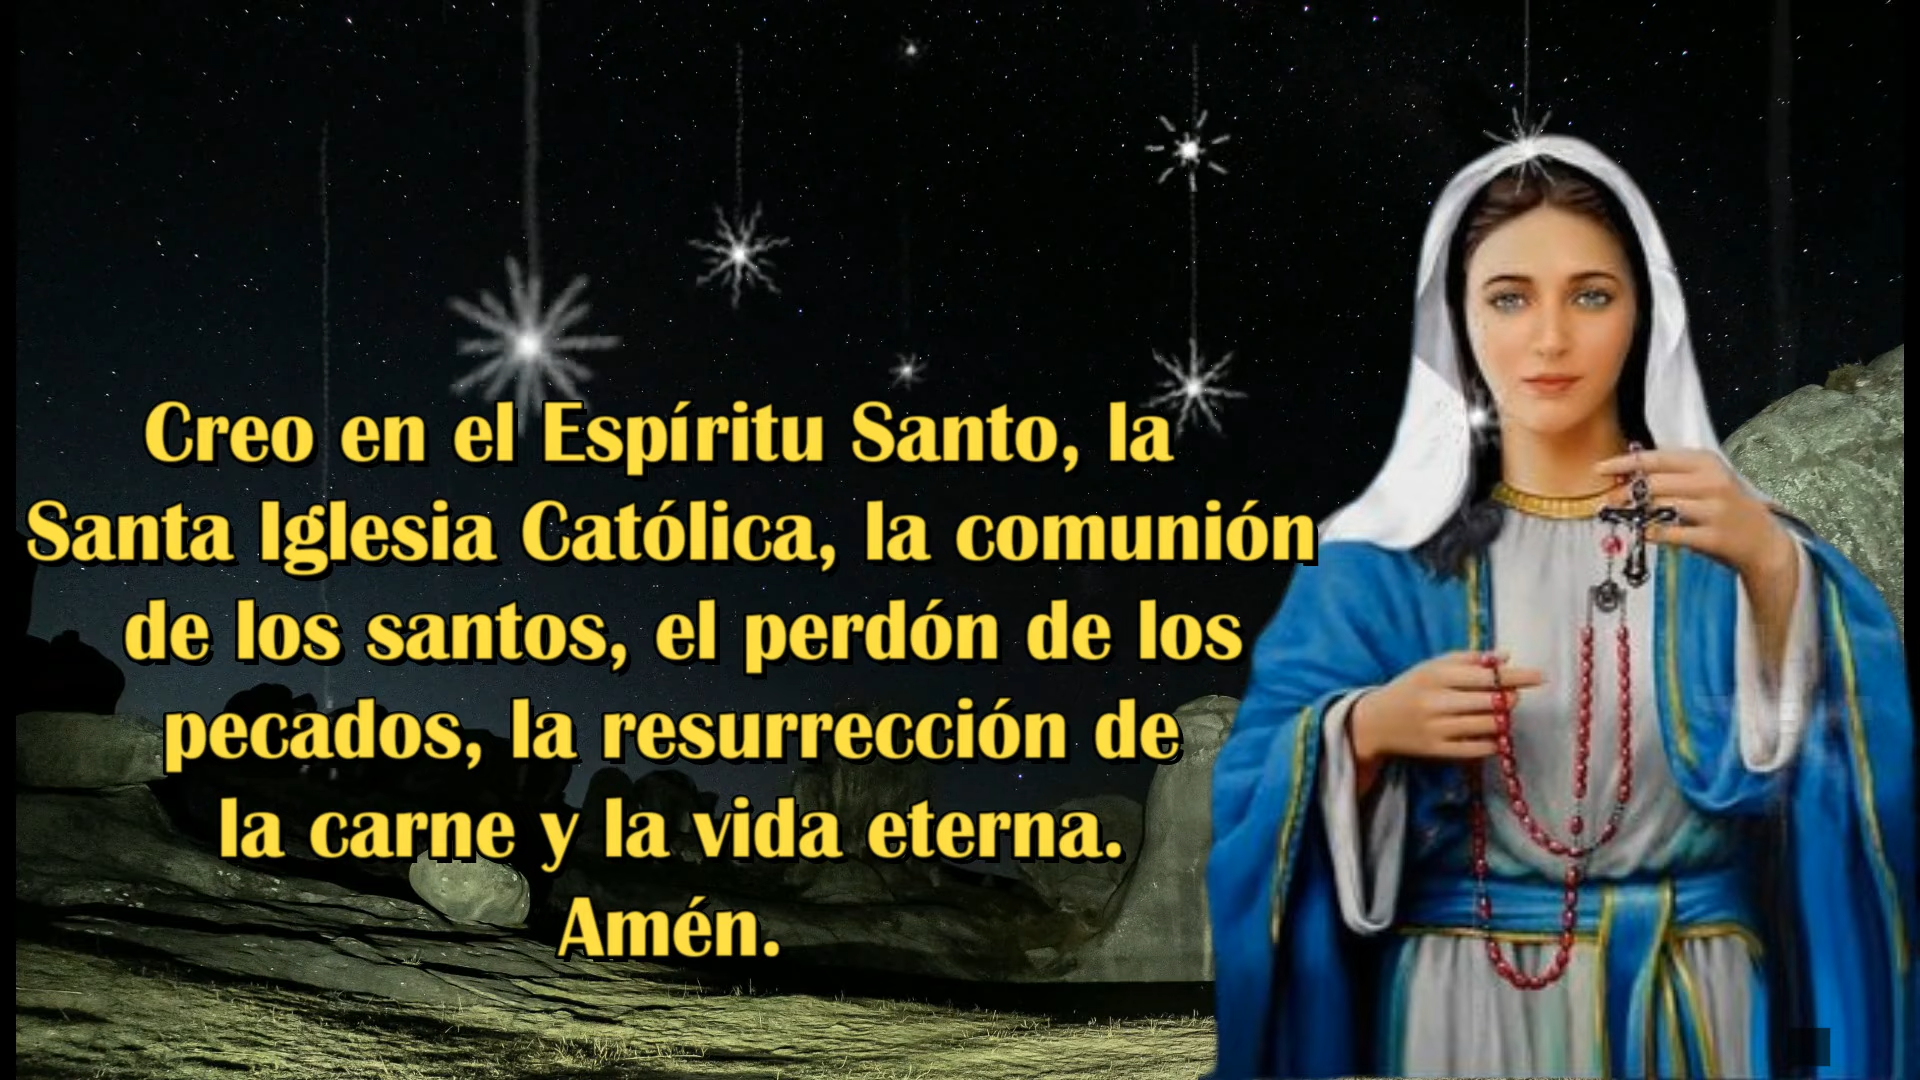 Creo en el Espíritu Santo, la
Santa Iglesia Católica, la comunión
de los santos, el perdón de los
pecados, la resurrección de
la carne y la vida eterna.
Amén.